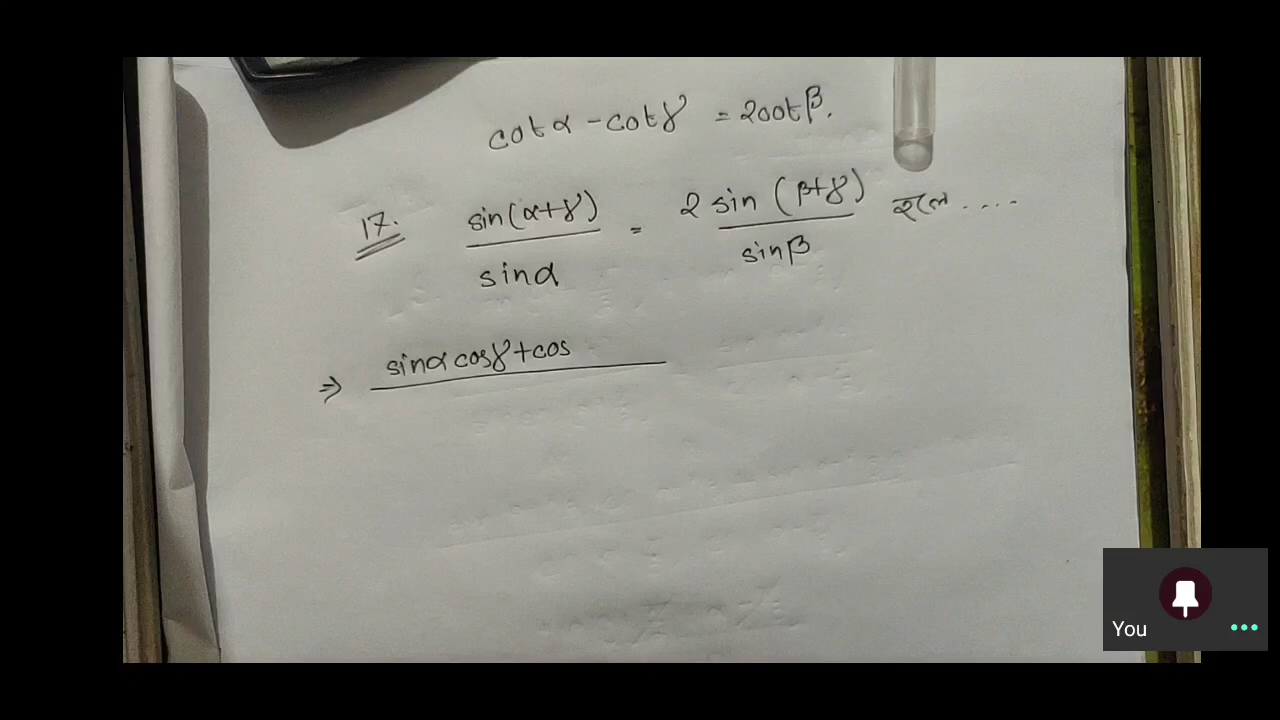 cotα - cotγ = 2cotβ.
17. sin(α+γ)/sinα = 2 sin(β+γ)/sinβ হলে ....
⇒ sinα cosγ + cos
You